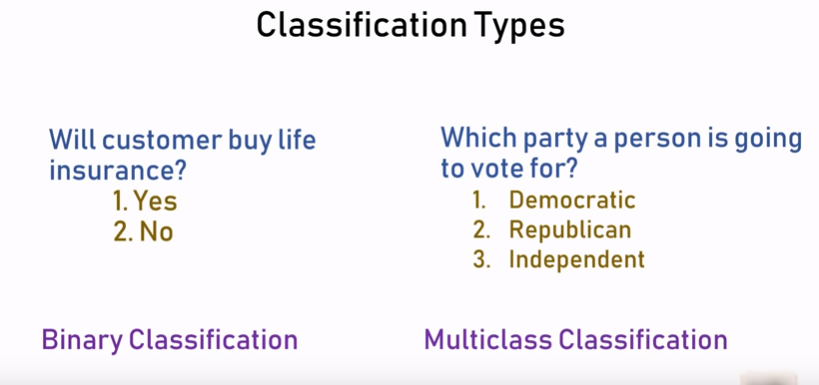 Classification Types
Will customer buy life
insurance?
1. Yes
2. No
Binary Classification
Which party a person is going
to vote for?
1. Democratic
2. Republican
3. Independent
Multiclass Classification